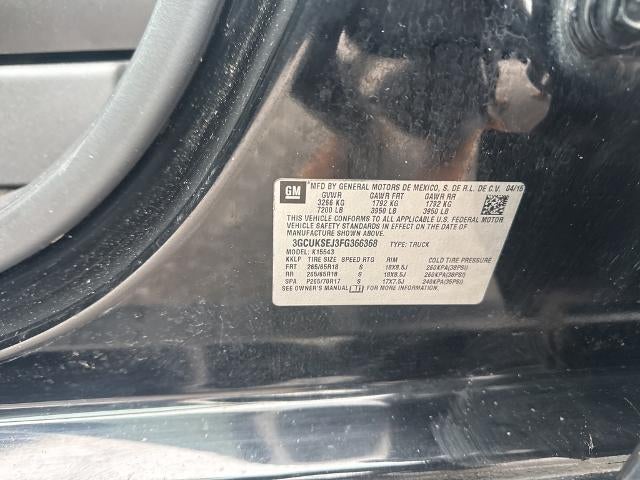 GM
MFD BY GENERAL MOTORS DE MEXICO, S. DE R.L. DE C.V. 04/15
GVWR GAWR FRT GAWR RR
3266 KG 1792 KG 1792 KG
7200 LB 3950 LB 3950 LB
THIS VEHICLE CONFORMS TO ALL APPLICABLE U.S. FEDERAL MOTOR
VEHICLE SAFETY STANDARDS IN EFFECT ON THE DATE OF
MANUFACTURE SHOWN ABOVE.
3GCUKSEJ3FG366368 TYPE: TRUCK
MODEL: K15543
KKLP TIRE SIZE SPEED RTG RIM COLD TIRE PRESSURE
FRT 265/65R18 S 18X8.5J 260KPA(38PSI)
RR 265/65R18 S 18X8.5J 260KPA(38PSI)
SPA P255/70R17 S 17X7.5J 240KPA(35PSI)
SEE OWNER'S MANUAL FOR MORE INFORMATION.